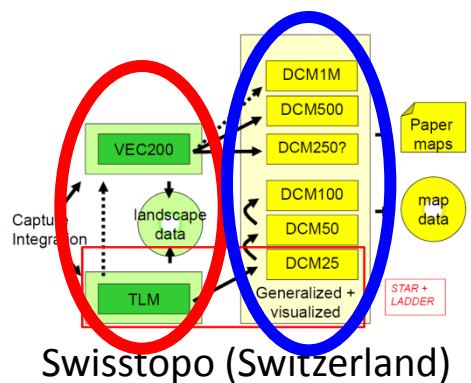 DCM1M
DCM500
DCM250?
DCM100
DCM50
DCM25
Generalized +
visualized
VEC200
landscape
data
TLM
Capture
Integration
Paper
maps
map
data
STAR +
LADDER
Swisstopo (Switzerland)